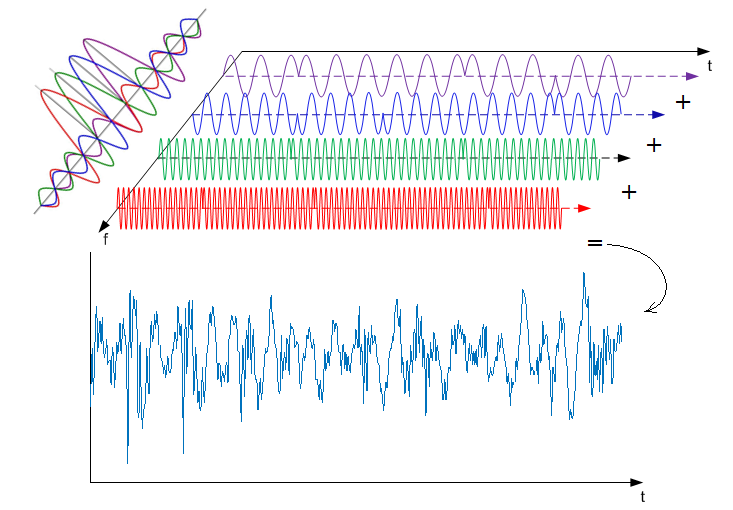 t
+
+
+
f
=
t